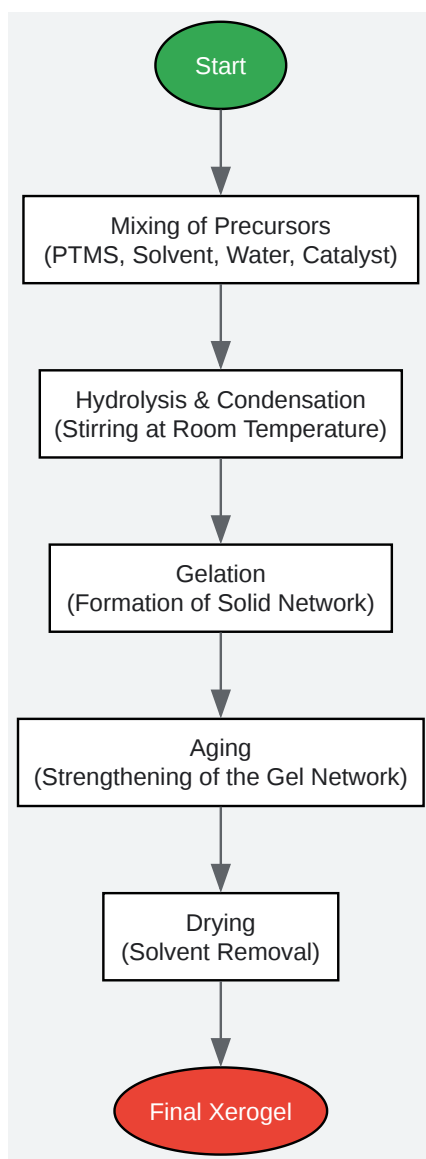 Start
Mixing of Precursors
(PTMS, Solvent, Water, Catalyst)
Hydrolysis & Condensation
(Stirring at Room Temperature)
Gelation
(Formation of Solid Network)
Aging
(Strengthening of the Gel Network)
Drying
(Solvent Removal)
Final Xerogel